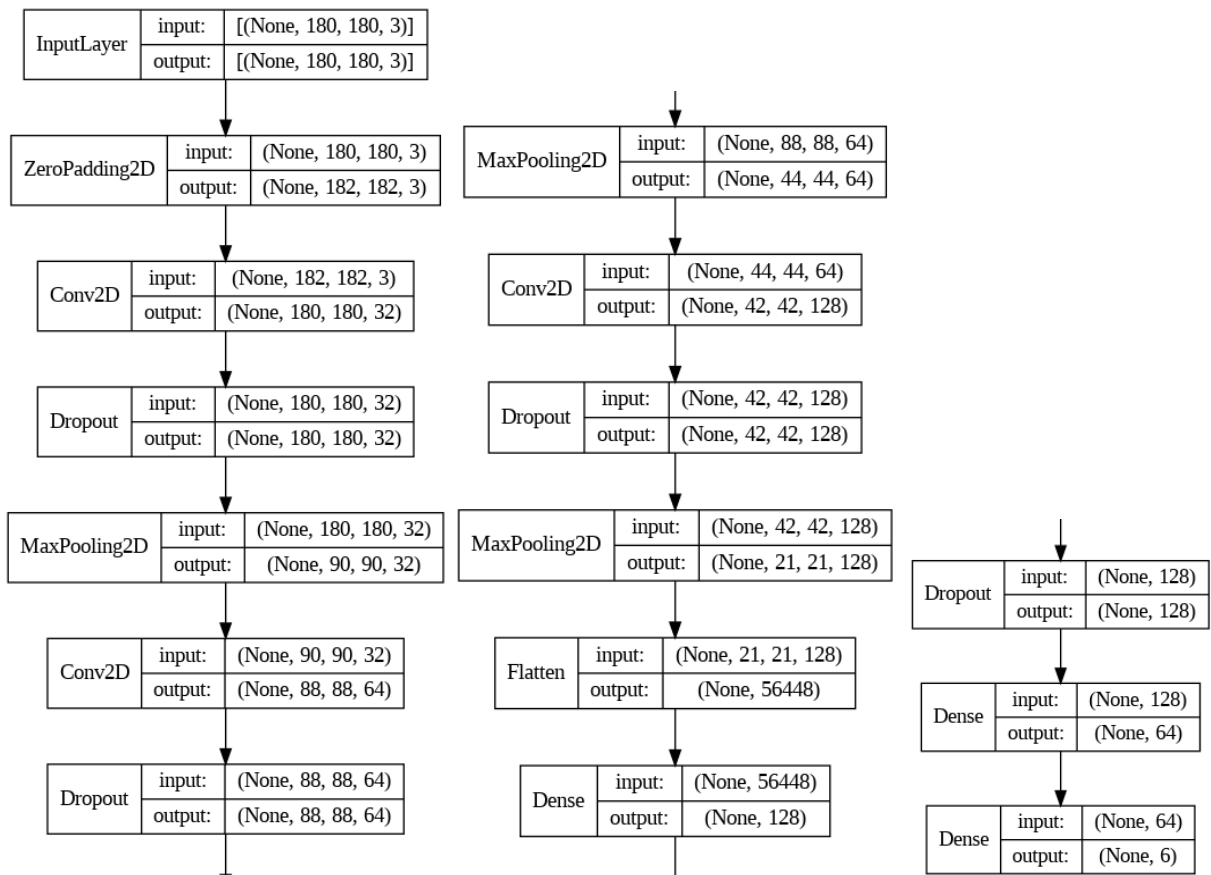 InputLayer
input: [(None, 180, 180, 3)]
output: [(None, 180, 180, 3)]
ZeroPadding2D
input: (None, 180, 180, 3)
output: (None, 182, 182, 3)
Conv2D
input: (None, 182, 182, 3)
output: (None, 180, 180, 32)
Dropout
input: (None, 180, 180, 32)
output: (None, 180, 180, 32)
MaxPooling2D
input: (None, 180, 180, 32)
output: (None, 90, 90, 32)
Conv2D
input: (None, 90, 90, 32)
output: (None, 88, 88, 64)
Dropout
input: (None, 88, 88, 64)
output: (None, 88, 88, 64)
MaxPooling2D
input: (None, 88, 88, 64)
output: (None, 44, 44, 64)
Conv2D
input: (None, 44, 44, 64)
output: (None, 42, 42, 128)
Dropout
input: (None, 42, 42, 128)
output: (None, 42, 42, 128)
MaxPooling2D
input: (None, 42, 42, 128)
output: (None, 21, 21, 128)
Flatten
input: (None, 21, 21, 128)
output: (None, 56448)
Dense
input: (None, 56448)
output: (None, 128)
Dropout
input: (None, 128)
output: (None, 128)
Dense
input: (None, 128)
output: (None, 64)
Dense
input: (None, 64)
output: (None, 6)